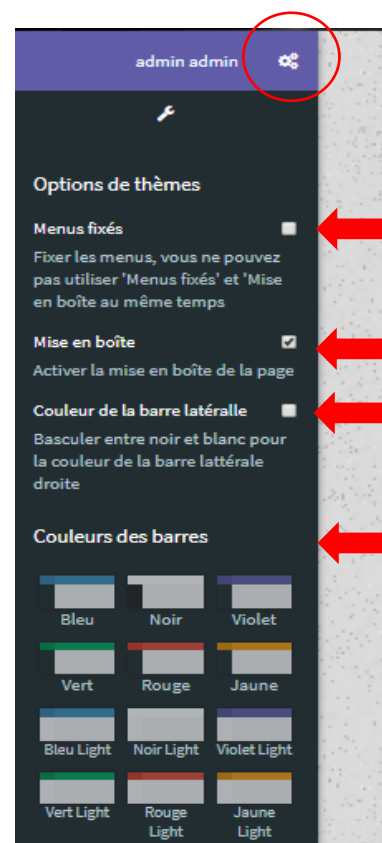 admin admin
Options de thèmes
Menus fixés
Fixer les menus, vous ne pouvez
pas utiliser 'Menus fixés' et 'Mise
en boîte au même temps
Mise en boîte
Activer la mise en boîte de la page
Couleur de la barre latéralle
Basculer entre noir et blanc pour
la couleur de la barre lattérale
droite
Couleurs des barres
Bleu Noir Violet
Vert Rouge Jaune
Bleu Light Noir Light Violet Light
Vert Light Rouge Light Jaune Light